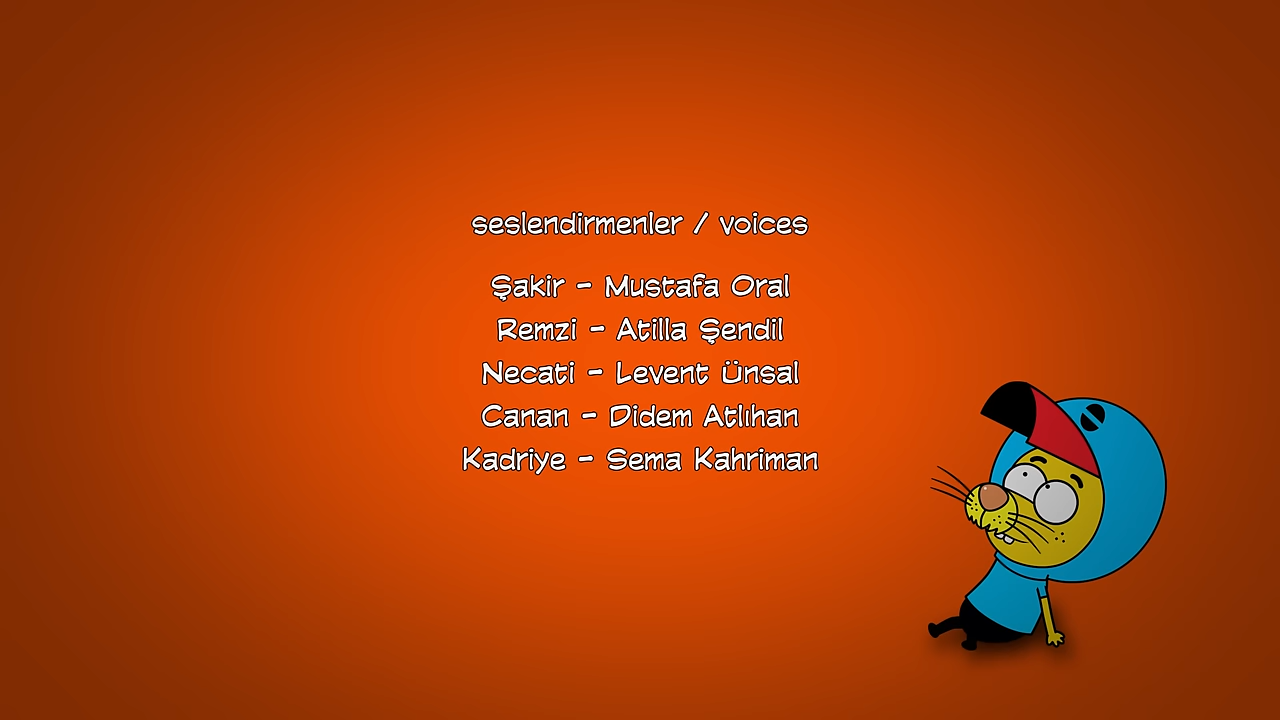 seslendirmenler / voices
Şakir - Mustafa Oral
Remzi - Atilla Şendil
Necati - Levent Ünsal
Canan - Didem Atlıhan
Kadriye - Sema Kahriman